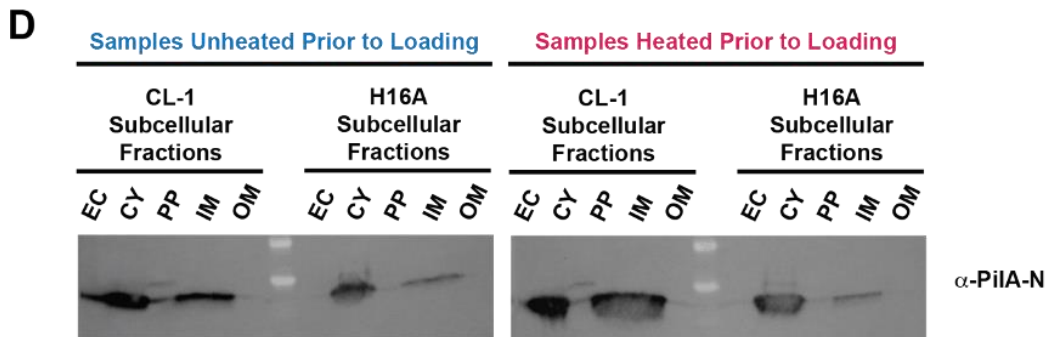 D
Samples Unheated Prior to Loading
Samples Heated Prior to Loading
CL-1
Subcellular
Fractions
H16A
Subcellular
Fractions
CL-1
Subcellular
Fractions
H16A
Subcellular
Fractions
EC CY PP IM OM
EC CY PP IM OM
EC CY PP IM OM
EC CY PP IM OM
α-PilA-N